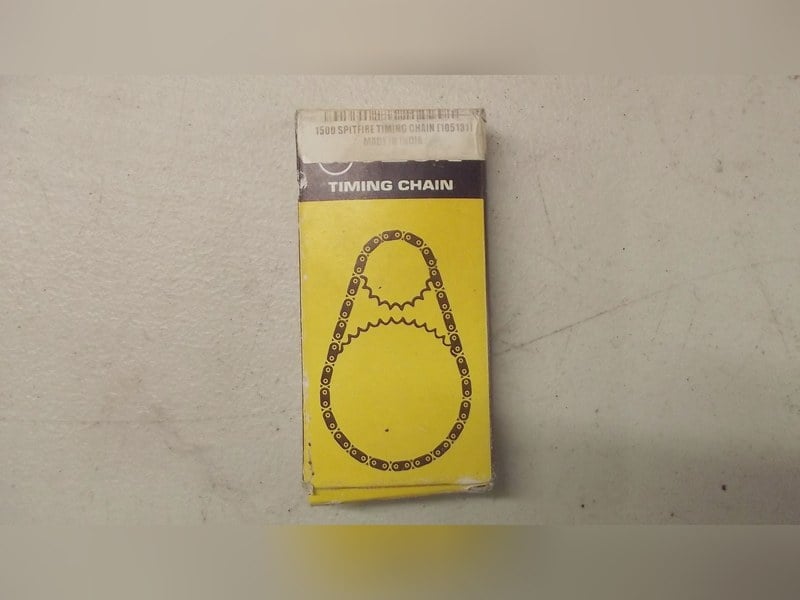 1500 SPITFIRE TIMING CHAIN [105131]
MADE IN INDIA
TIMING CHAIN